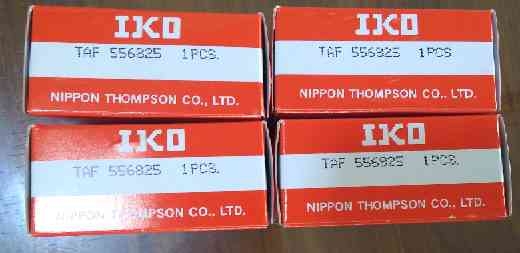 IKO
TAF 556825 1PCS.
NIPPON THOMPSON CO., LTD.
IKO
TAF 556825 1PCS
NIPPON THOMPSON CO., LTD.
IKO
TAF 556825 1PCS.
NIPPON THOMPSON CO., LTD.
IKO
TAF 556825 1PCS.
NIPPON THOMPSON CO., LTD.